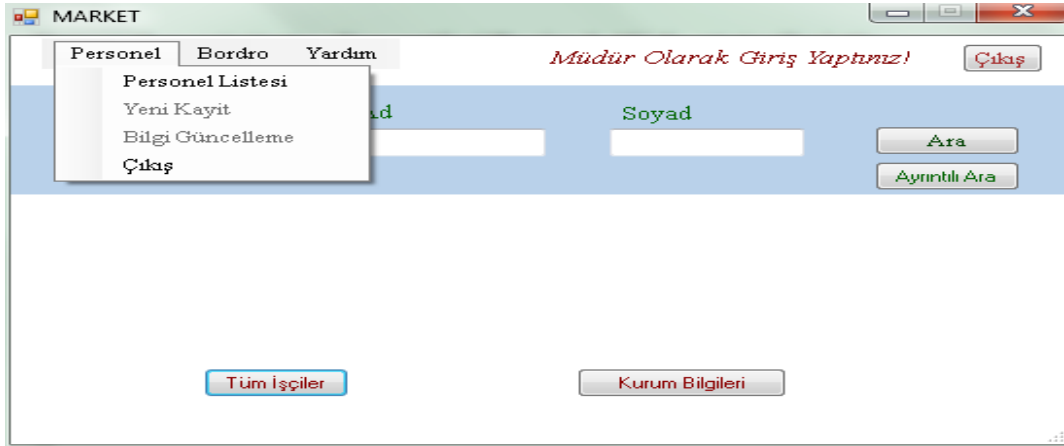 MARKET
Personel Bordro Yardım Müdür Olarak Giriş Yaptınız! Çıkış
Personel Listesi
Yeni Kayit
Bilgi Güncelleme
Çıkış
Soyad
Ara
Ayrıntılı Ara
Tüm İşçiler Kurum Bilgileri